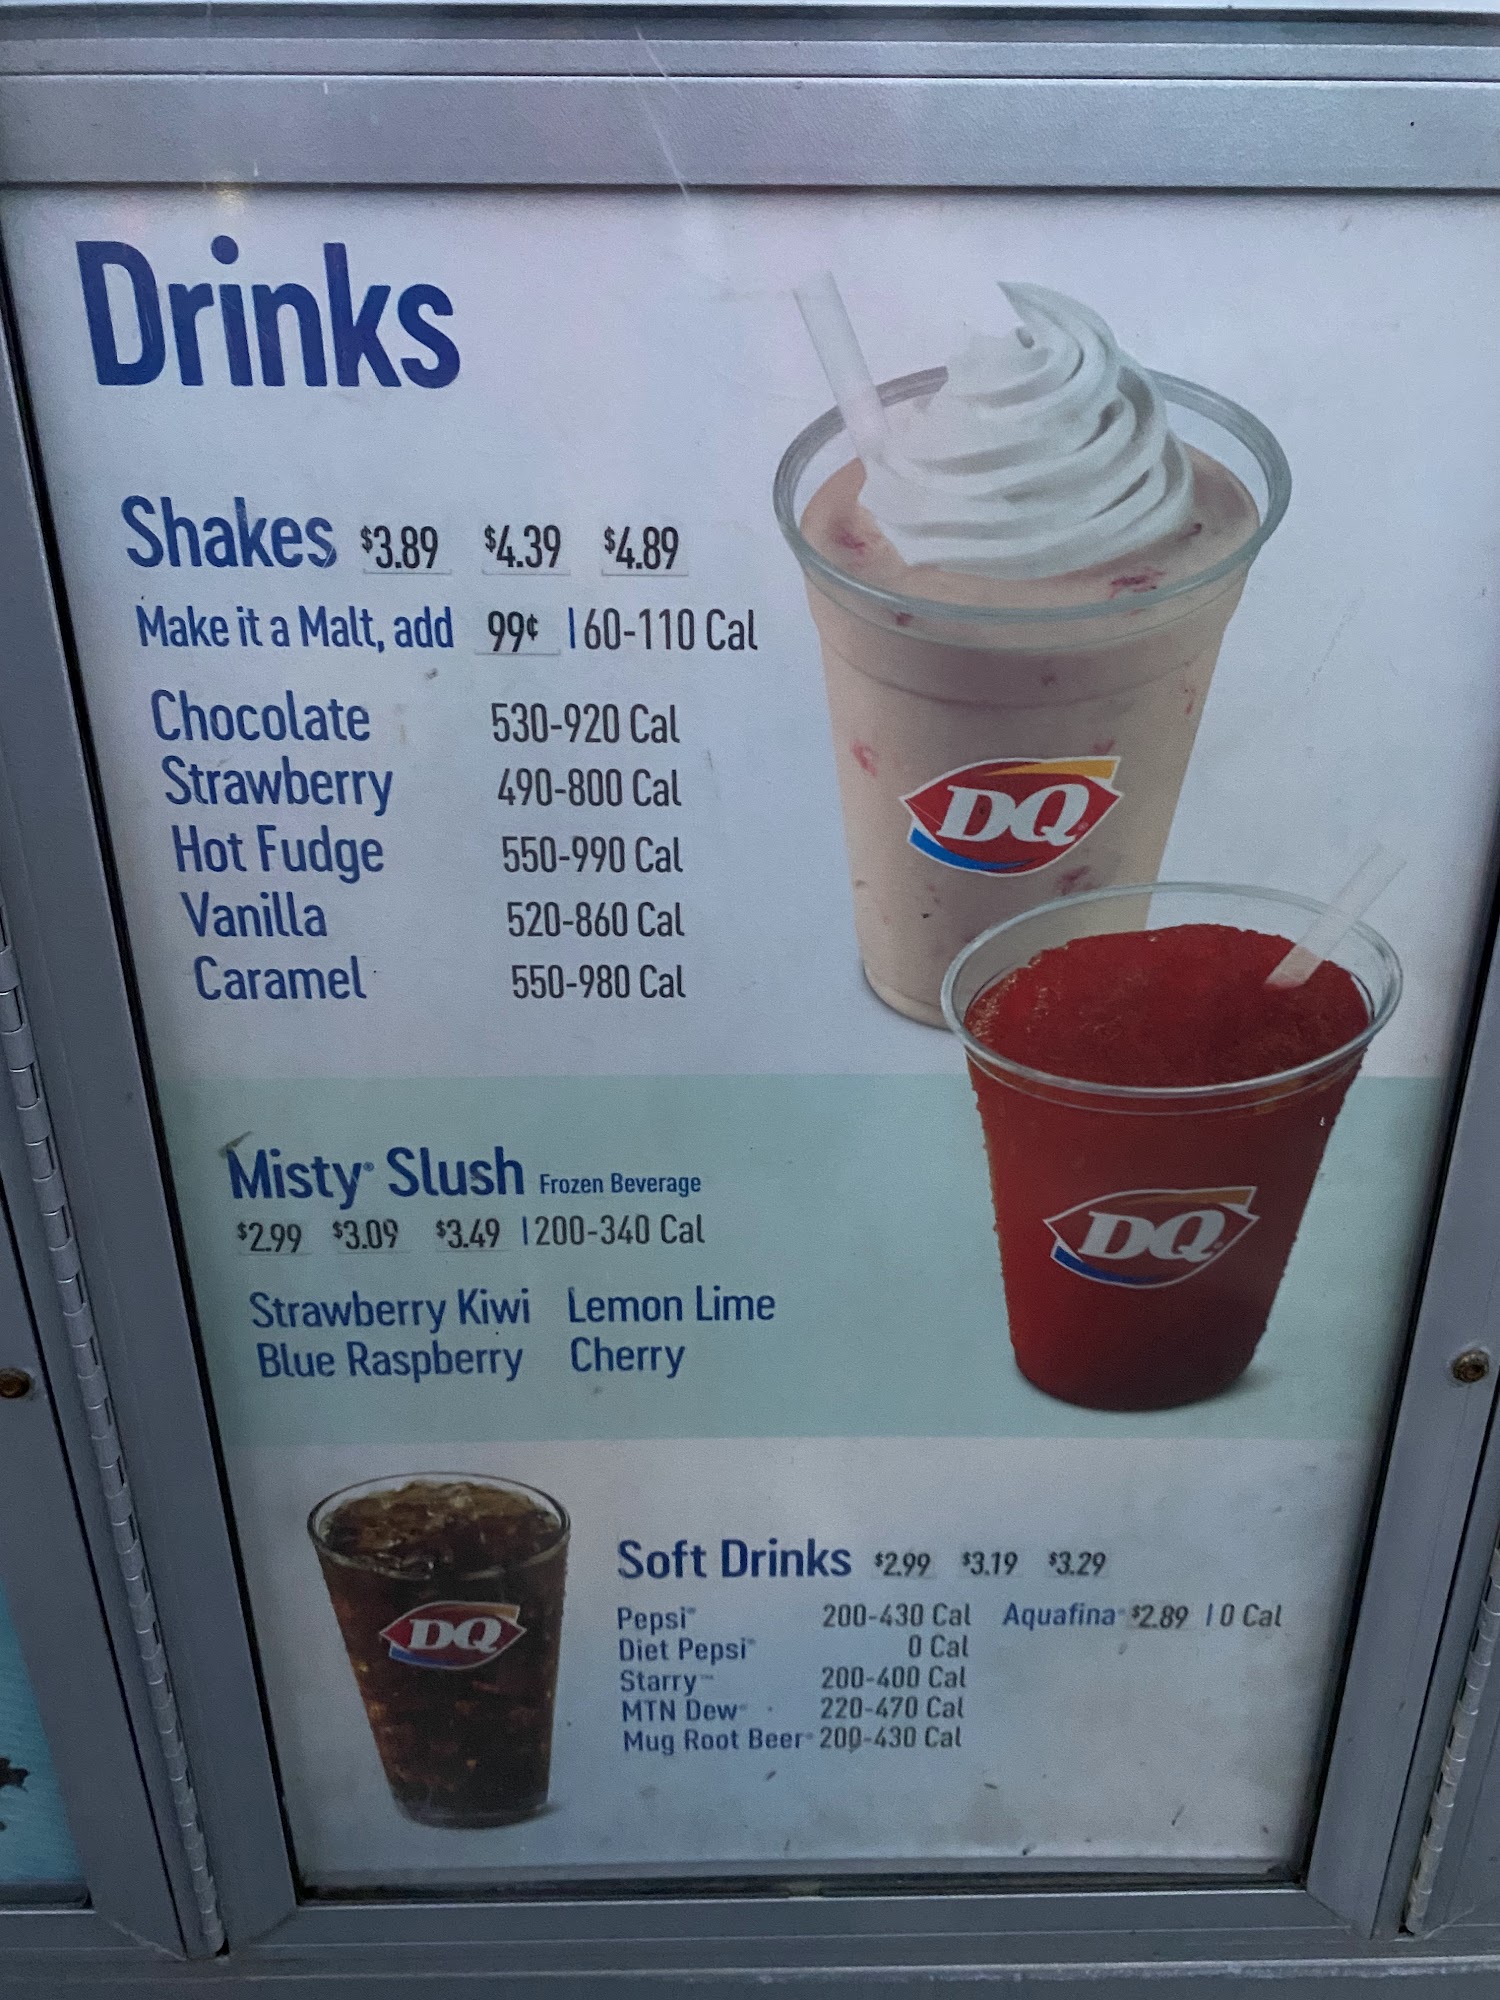 Drinks
Shakes $3.89 $4.39 $4.89
Make it a Malt, add 99¢ | 60-110 Cal
Chocolate 530-920 Cal
Strawberry 490-800 Cal
Hot Fudge 550-990 Cal
Vanilla 520-860 Cal
Caramel 550-980 Cal
DQ
Misty® Slush Frozen Beverage
$2.99 $3.09 $3.49 | 200-340 Cal
Strawberry Kiwi Lemon Lime
Blue Raspberry Cherry
DQ
DQ
Soft Drinks $2.99 $3.19 $3.29
Pepsi® 200-430 Cal Aquafina® $2.89 | 0 Cal
Diet Pepsi® 0 Cal
Starry™ 200-400 Cal
MTN Dew® 220-470 Cal
Mug Root Beer® 200-430 Cal